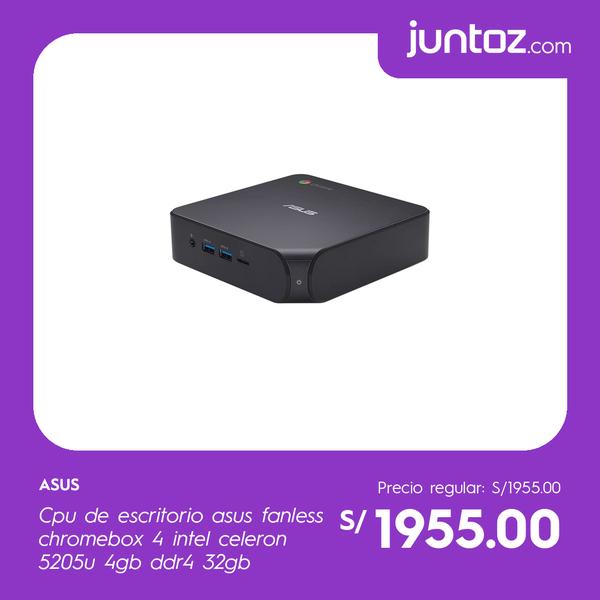 juntoz.com
ASUS
ASUS
Precio regular: S/1955.00
Cpu de escritorio asus fanless
chromebox 4 intel celeron
5205u 4gb ddr4 32gb
S/1955.00